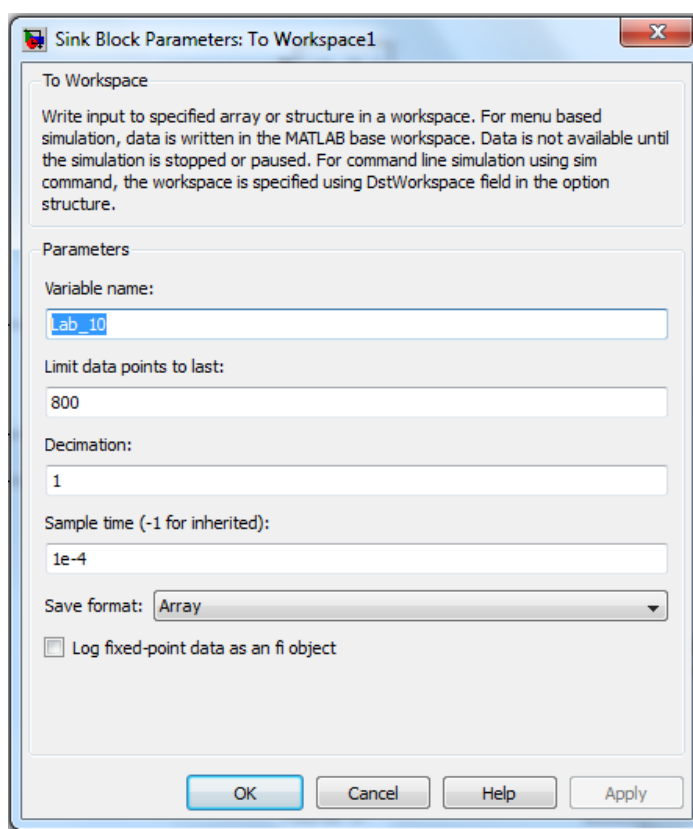 Sink Block Parameters: To Workspace1
To Workspace
Write input to specified array or structure in a workspace. For menu based
simulation, data is written in the MATLAB base workspace. Data is not available until
the simulation is stopped or paused. For command line simulation using sim
command, the workspace is specified using DstWorkspace field in the option
structure.
Parameters
Variable name:
Lab_10
Limit data points to last:
800
Decimation:
1
Sample time (-1 for inherited):
1e-4
Save format: Array
Log fixed-point data as an fi object
OK Cancel Help Apply